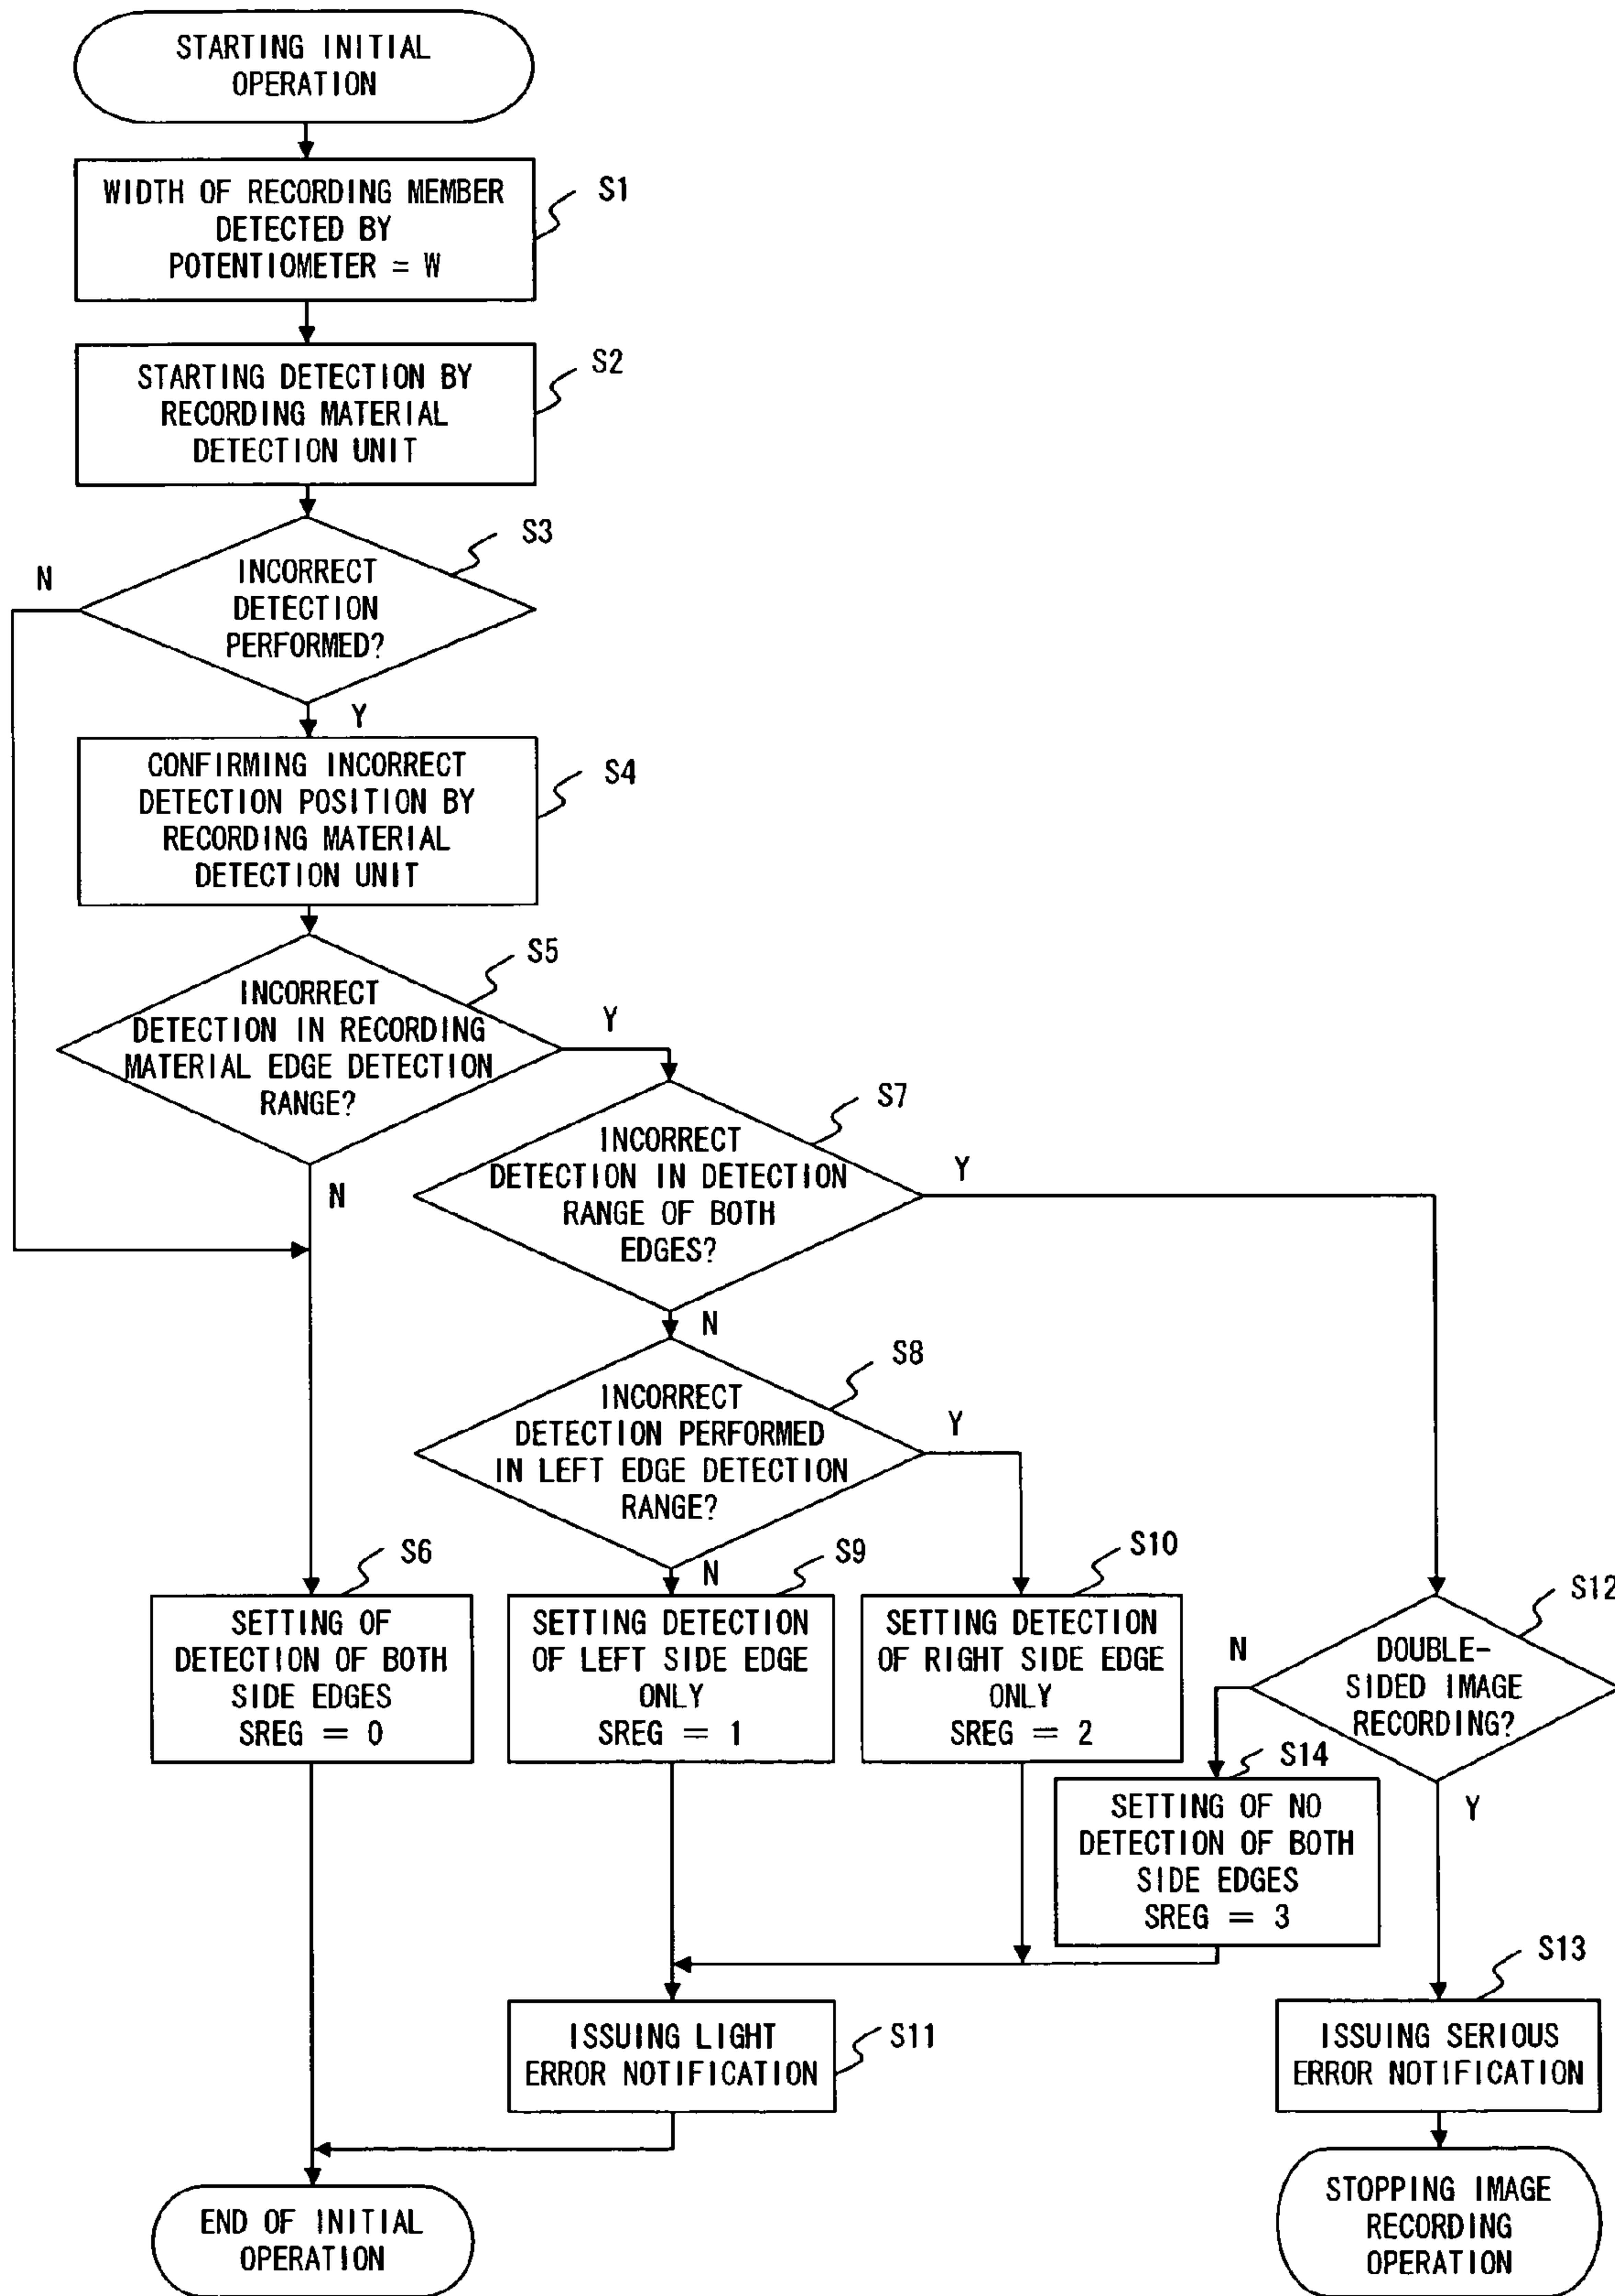 STARTING INITIAL
OPERATION
WIDTH OF RECORDING MEMBER
DETECTED BY
POTENTIOMETER = W
S1
STARTING DETECTION BY
RECORDING MATERIAL
DETECTION UNIT
S2
INCORRECT
DETECTION
PERFORMED?
S3
N
Y
CONFIRMING INCORRECT
DETECTION POSITION BY
RECORDING MATERIAL
DETECTION UNIT
S4
INCORRECT
DETECTION IN RECORDING
MATERIAL EDGE DETECTION
RANGE?
S5
Y
N
INCORRECT
DETECTION IN DETECTION
RANGE OF BOTH
EDGES?
S7
Y
N
INCORRECT
DETECTION PERFORMED
IN LEFT EDGE DETECTION
RANGE?
S8
Y
N
SETTING OF
DETECTION OF BOTH
SIDE EDGES
SREG = 0
S6
SETTING DETECTION
OF LEFT SIDE EDGE
ONLY
SREG = 1
S9
SETTING DETECTION
OF RIGHT SIDE EDGE
ONLY
SREG = 2
S10
DOUBLE-
SIDED IMAGE
RECORDING?
S12
N
Y
SETTING OF NO
DETECTION OF BOTH
SIDE EDGES
SREG = 3
S14
ISSUING LIGHT
ERROR NOTIFICATION
S11
ISSUING SERIOUS
ERROR NOTIFICATION
S13
END OF INITIAL
OPERATION
STOPPING IMAGE
RECORDING
OPERATION